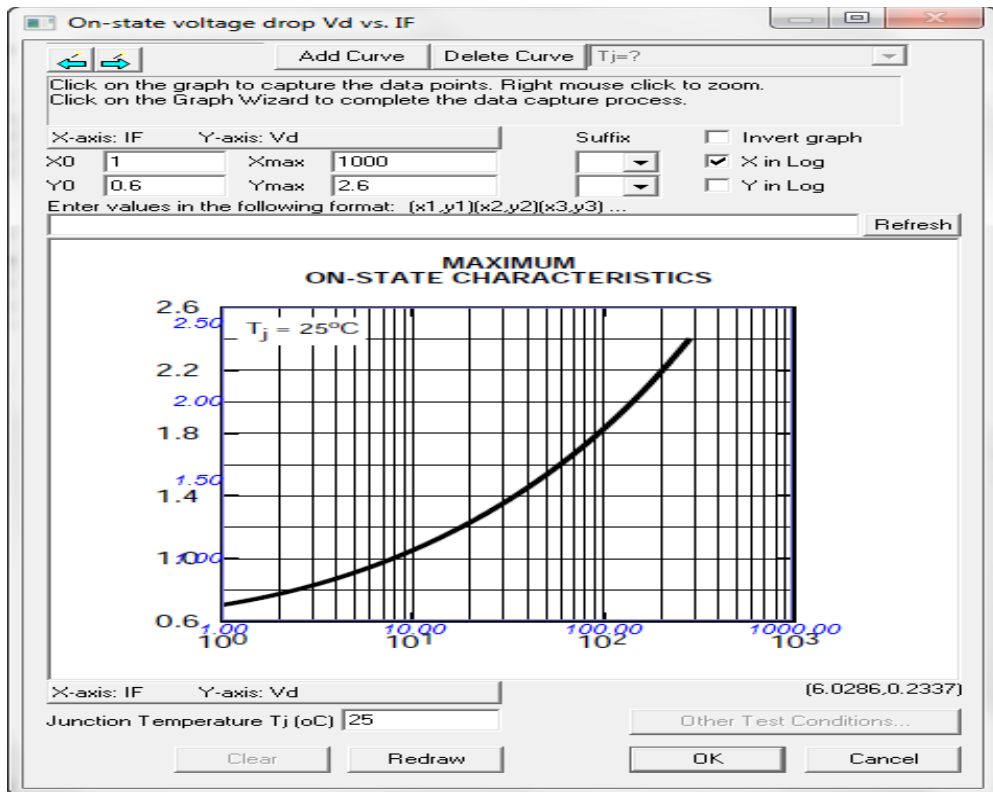 On-state voltage drop Vd vs. IF
Add Curve Delete Curve Tj=?
Click on the graph to capture the data points. Right mouse click to zoom.
Click on the Graph Wizard to complete the data capture process.
X-axis: IF Y-axis: Vd Suffix Invert graph
X0 1 Xmax 1000 X in Log
Y0 0.6 Ymax 2.6 Y in Log
Enter values in the following format: (x1,y1)(x2,y2)(x3,y3) ...
Refresh
MAXIMUM
ON-STATE CHARACTERISTICS
2.6
2.50
Tj = 25°C
2.2
2.00
1.8
1.50
1.4
1.0 1.00
0.6
1.00 10.00 100.00 1000.00
10⁰ 10¹ 10² 10³
X-axis: IF Y-axis: Vd (6.0286,0.2337)
Junction Temperature Tj (oC) 25 Other Test Conditions...
Clear Redraw OK Cancel